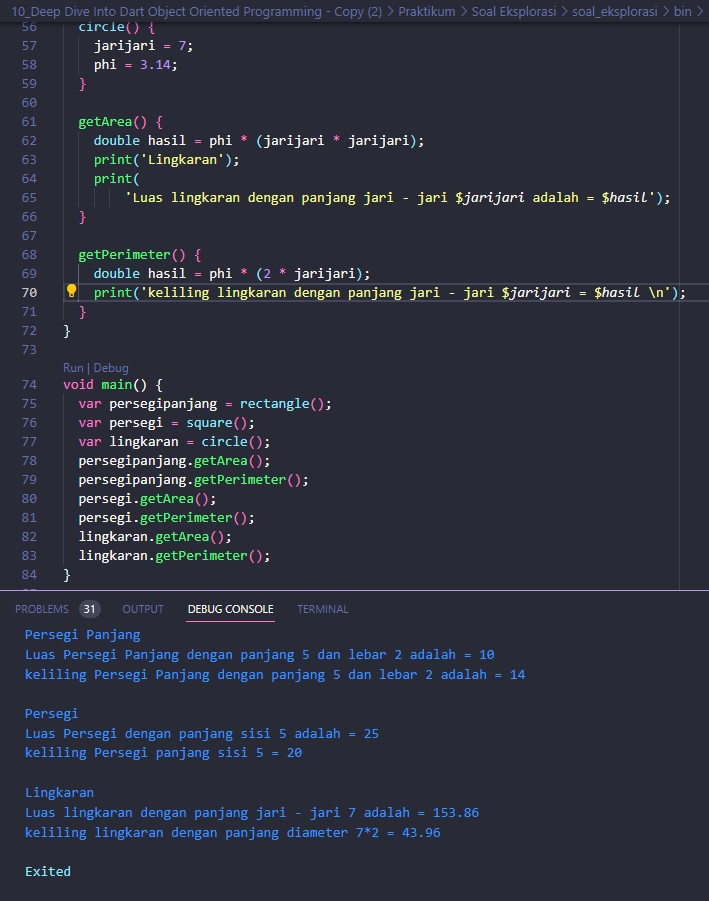 10_Deep Dive Into Dart Object Oriented Programming - Copy (2) > Praktikum > Soal Eksplorasi > soal_eksplorasi > bin >
56 circle() {
57 jarijari = 7;
58 phi = 3.14;
59 }
60
61 getArea() {
62 double hasil = phi * (jarijari * jarijari);
63 print('Lingkaran');
64 print(
65 'Luas lingkaran dengan panjang jari - jari $jarijari adalah = $hasil');
66 }
67
68 getPerimeter() {
69 double hasil = phi * (2 * jarijari);
70 print('keliling lingkaran dengan panjang jari - jari $jarijari = $hasil \n');
71 }
72 }
73
Run | Debug
74 void main() {
75 var persegipanjang = rectangle();
76 var persegi = square();
77 var lingkaran = circle();
78 persegipanjang.getArea();
79 persegipanjang.getPerimeter();
80 persegi.getArea();
81 persegi.getPerimeter();
82 lingkaran.getArea();
83 lingkaran.getPerimeter();
84 }
PROBLEMS 31 OUTPUT DEBUG CONSOLE TERMINAL
Persegi Panjang
Luas Persegi Panjang dengan panjang 5 dan lebar 2 adalah = 10
keliling Persegi Panjang dengan panjang 5 dan lebar 2 adalah = 14
Persegi
Luas Persegi dengan panjang sisi 5 adalah = 25
keliling Persegi panjang sisi 5 = 20
Lingkaran
Luas lingkaran dengan panjang jari - jari 7 adalah = 153.86
keliling lingkaran dengan panjang diameter 7*2 = 43.96
Exited